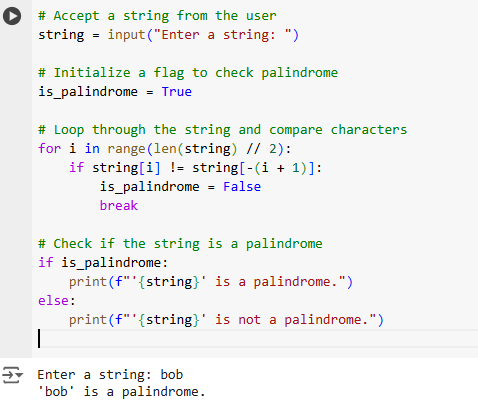 # Accept a string from the user
string = input("Enter a string: ")

# Initialize a flag to check palindrome
is_palindrome = True

# Loop through the string and compare characters
for i in range(len(string) // 2):
    if string[i] != string[-(i + 1)]:
        is_palindrome = False
        break

# Check if the string is a palindrome
if is_palindrome:
    print(f"'{string}' is a palindrome.")
else:
    print(f"'{string}' is not a palindrome.")

Enter a string: bob
'bob' is a palindrome.